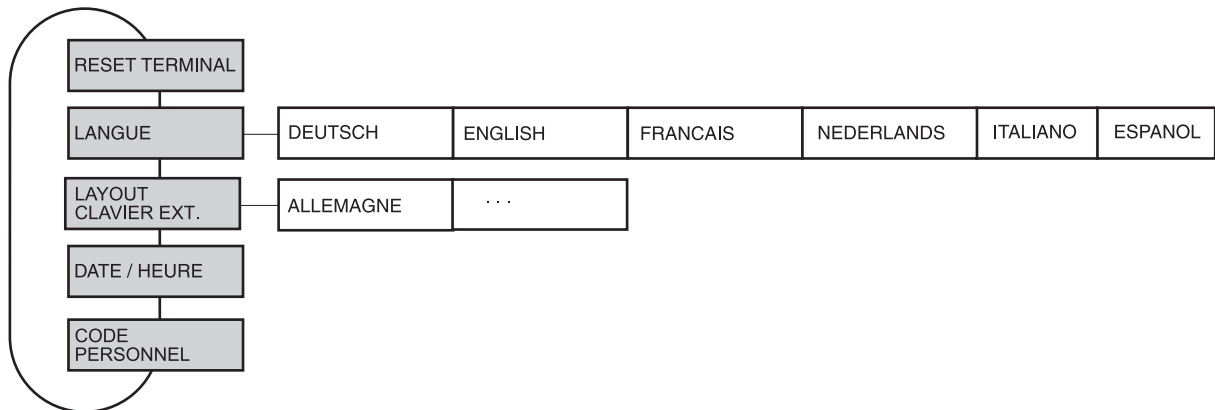 RESET TERMINAL
LANGUE
DEUTSCH
ENGLISH
FRANCAIS
NEDERLANDS
ITALIANO
ESPANOL
LAYOUT
CLAVIER EXT.
ALLEMAGNE
...
DATE / HEURE
CODE
PERSONNEL